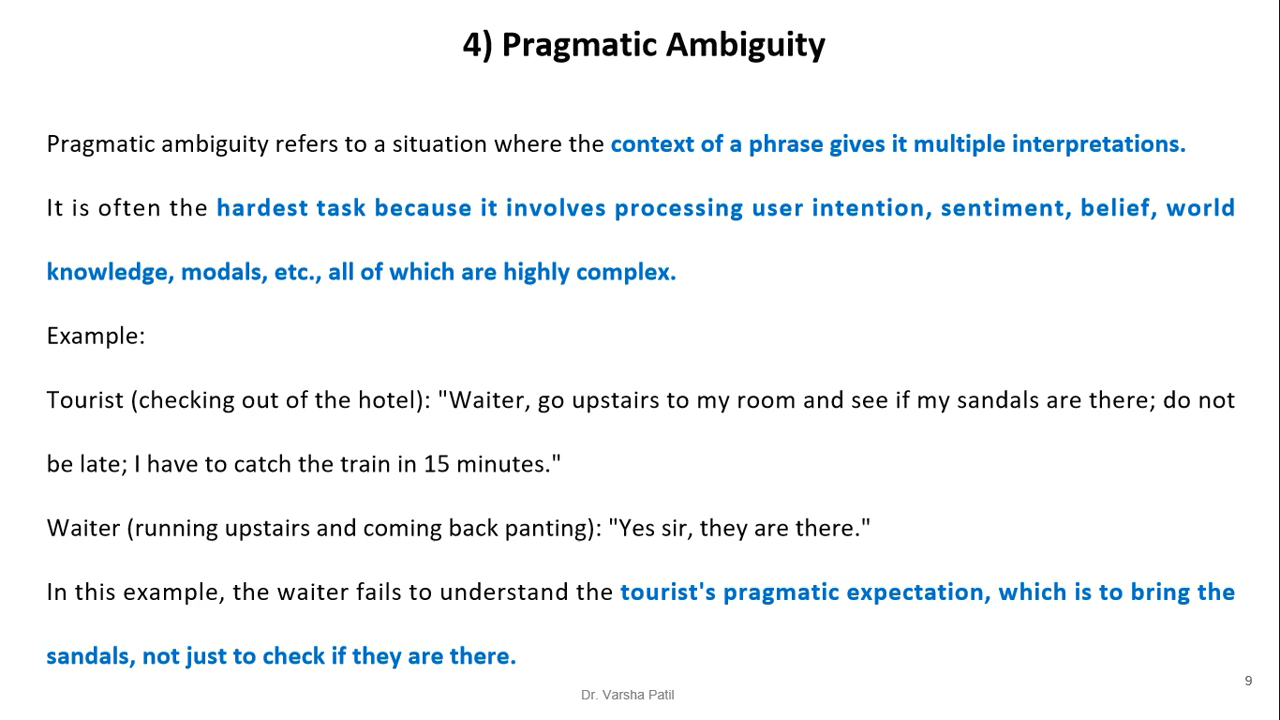 4) Pragmatic Ambiguity
Pragmatic ambiguity refers to a situation where the context of a phrase gives it multiple interpretations.
It is often the hardest task because it involves processing user intention, sentiment, belief, world
knowledge, modals, etc., all of which are highly complex.
Example:
Tourist (checking out of the hotel): "Waiter, go upstairs to my room and see if my sandals are there; do not
be late; I have to catch the train in 15 minutes."
Waiter (running upstairs and coming back panting): "Yes sir, they are there."
In this example, the waiter fails to understand the tourist's pragmatic expectation, which is to bring the
sandals, not just to check if they are there.
9
Dr. Varsha Patil